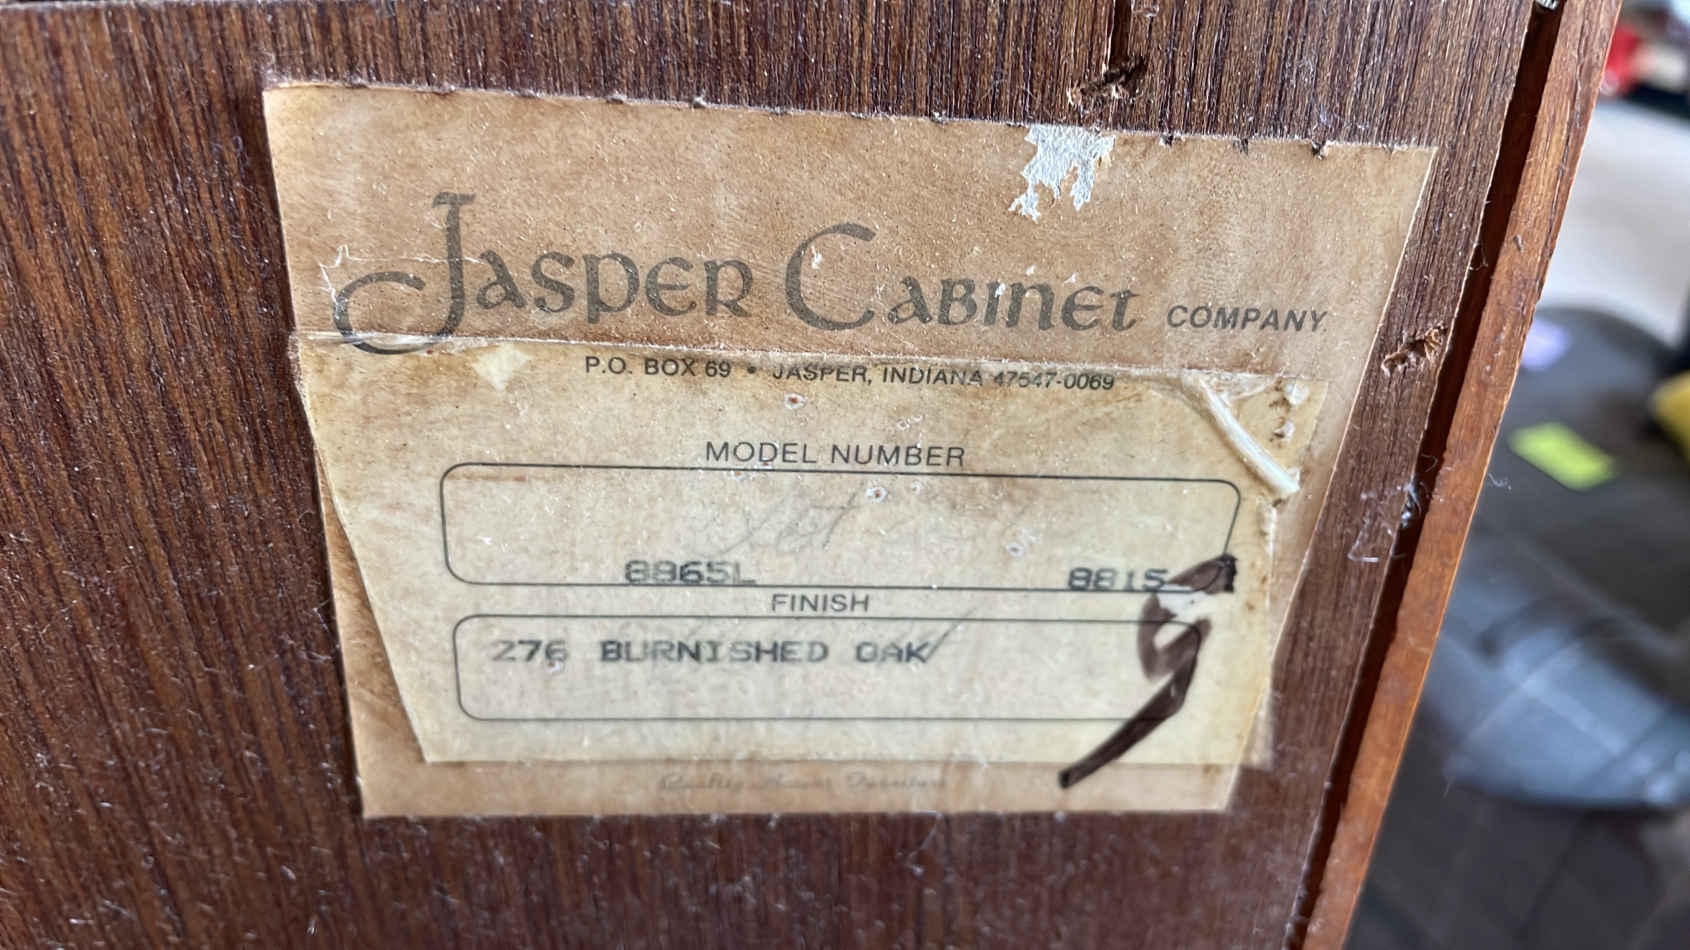 Jasper Cabinet COMPANY
P.O. BOX 69 • JASPER, INDIANA 47547-0069
MODEL NUMBER
8865L 8815
FINISH
276 BURNISHED OAK
9